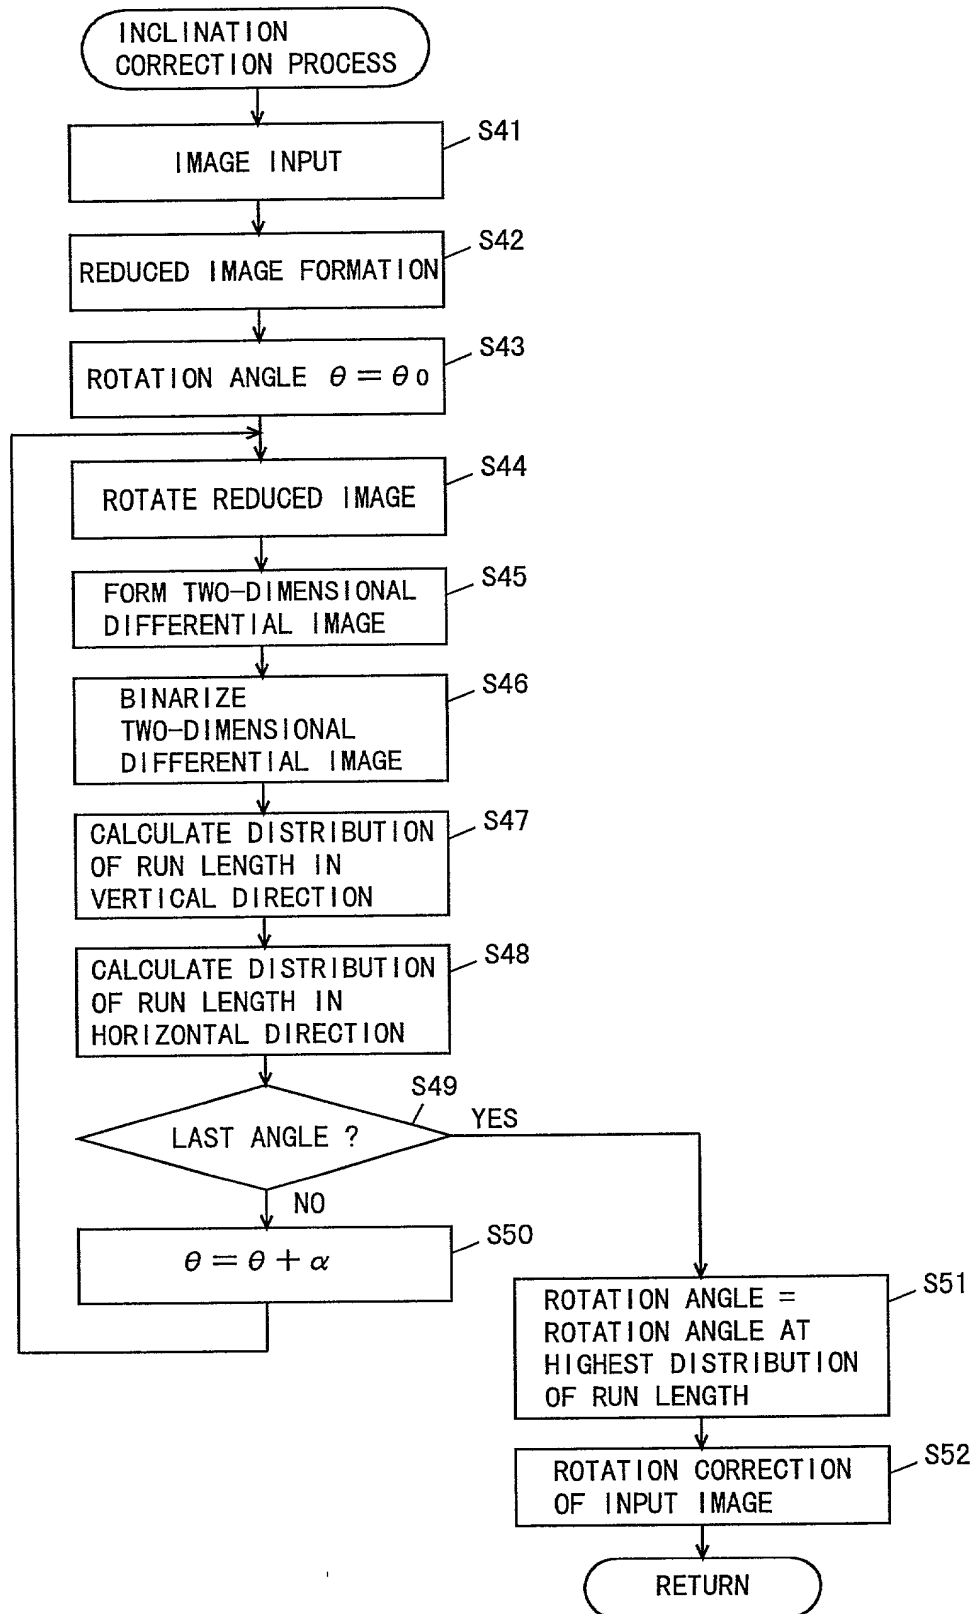 INCLINATION
CORRECTION PROCESS
S41
IMAGE INPUT
S42
REDUCED IMAGE FORMATION
S43
ROTATION ANGLE θ = θ0
S44
ROTATE REDUCED IMAGE
S45
FORM TWO-DIMENSIONAL
DIFFERENTIAL IMAGE
S46
BINARIZE
TWO-DIMENSIONAL
DIFFERENTIAL IMAGE
S47
CALCULATE DISTRIBUTION
OF RUN LENGTH IN
VERTICAL DIRECTION
S48
CALCULATE DISTRIBUTION
OF RUN LENGTH IN
HORIZONTAL DIRECTION
S49
YES
LAST ANGLE ?
NO
S50
θ = θ + α
S51
ROTATION ANGLE =
ROTATION ANGLE AT
HIGHEST DISTRIBUTION
OF RUN LENGTH
S52
ROTATION CORRECTION
OF INPUT IMAGE
RETURN